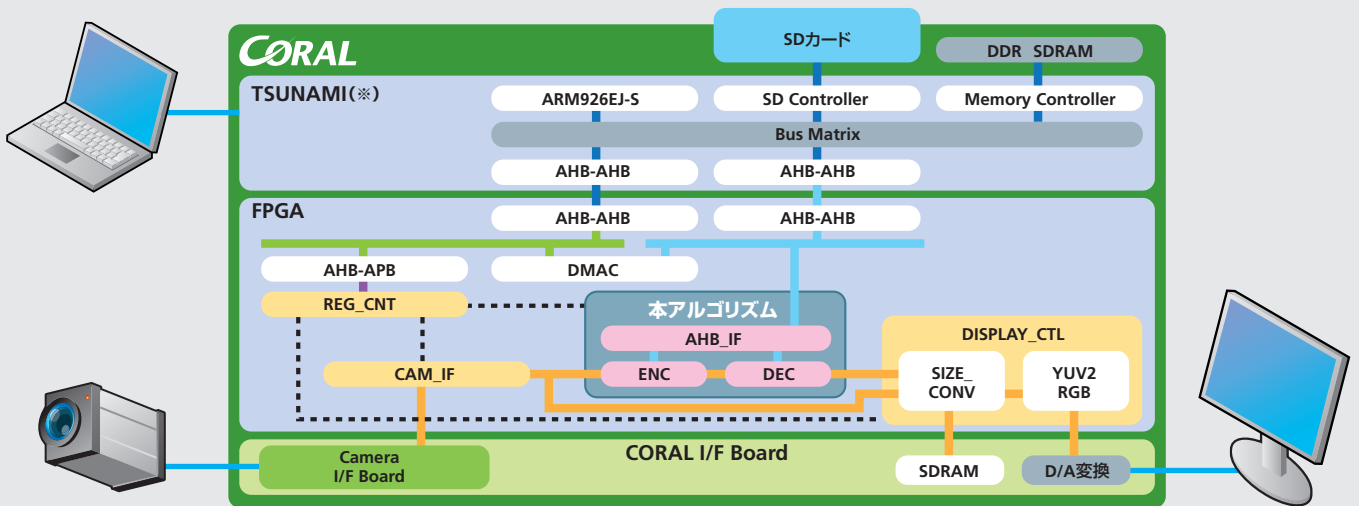 CORAL
SDカード
DDR SDRAM
TSUNAMI(※)
ARM926EJ-S
SD Controller
Memory Controller
Bus Matrix
AHB-AHB
AHB-AHB
FPGA
AHB-AHB
AHB-AHB
AHB-APB
DMAC
REG_CNT
本アルゴリズム
AHB_IF
DISPLAY_CTL
CAM_IF
ENC
DEC
SIZE_
CONV
YUV2
RGB
CORAL I/F Board
Camera
I/F Board
SDRAM
D/A変換